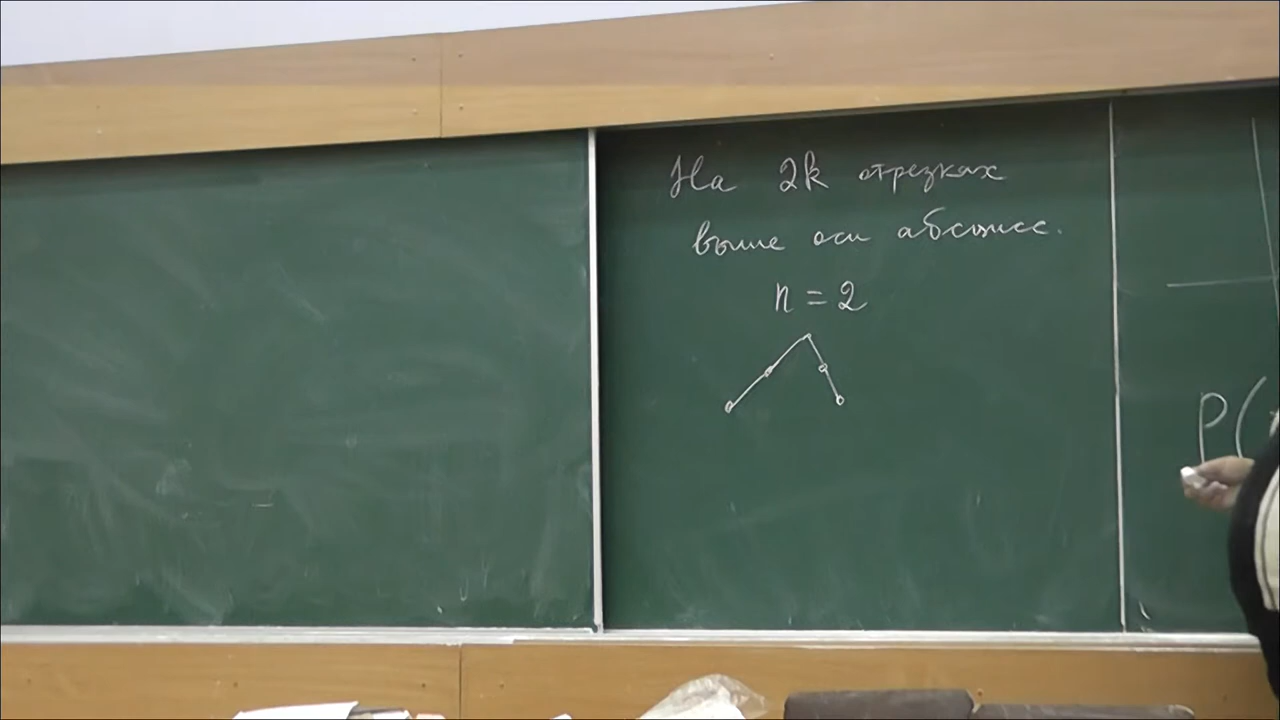 На 2k отрезках
выше оси абсцисс.
n = 2
P(